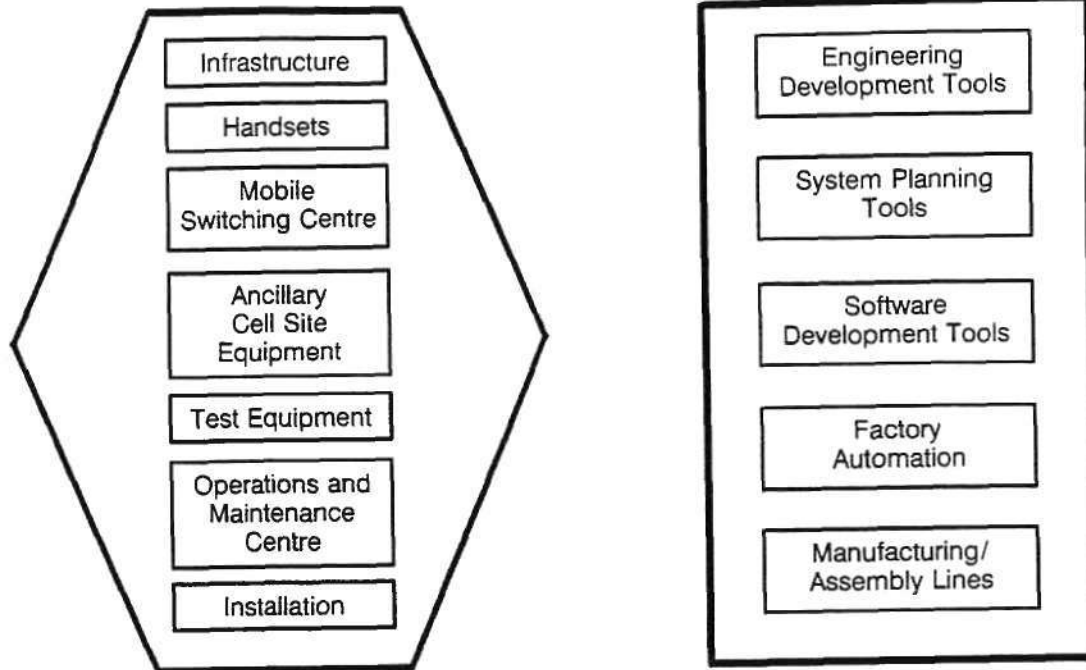 Infrastructure
Handsets
Mobile
Switching Centre
Ancillary
Cell Site
Equipment
Test Equipment
Operations and
Maintenance
Centre
Installation
Engineering
Development Tools
System Planning
Tools
Software
Development Tools
Factory
Automation
Manufacturing/
Assembly Lines